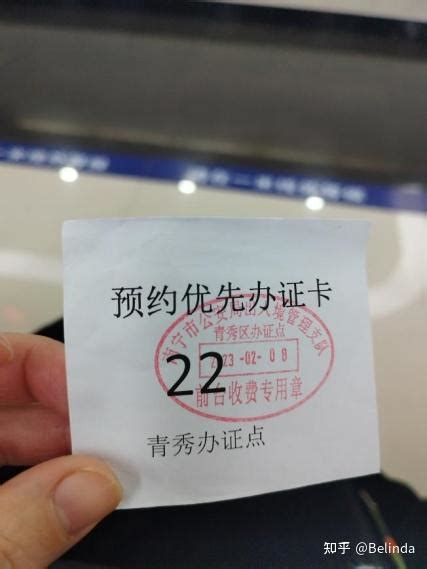 预约优先办证卡
南宁市公安局出入境管理支队
青秀区办证点
2023-02-08
22
前台收费专用章
青秀办证点
知乎 @Belinda